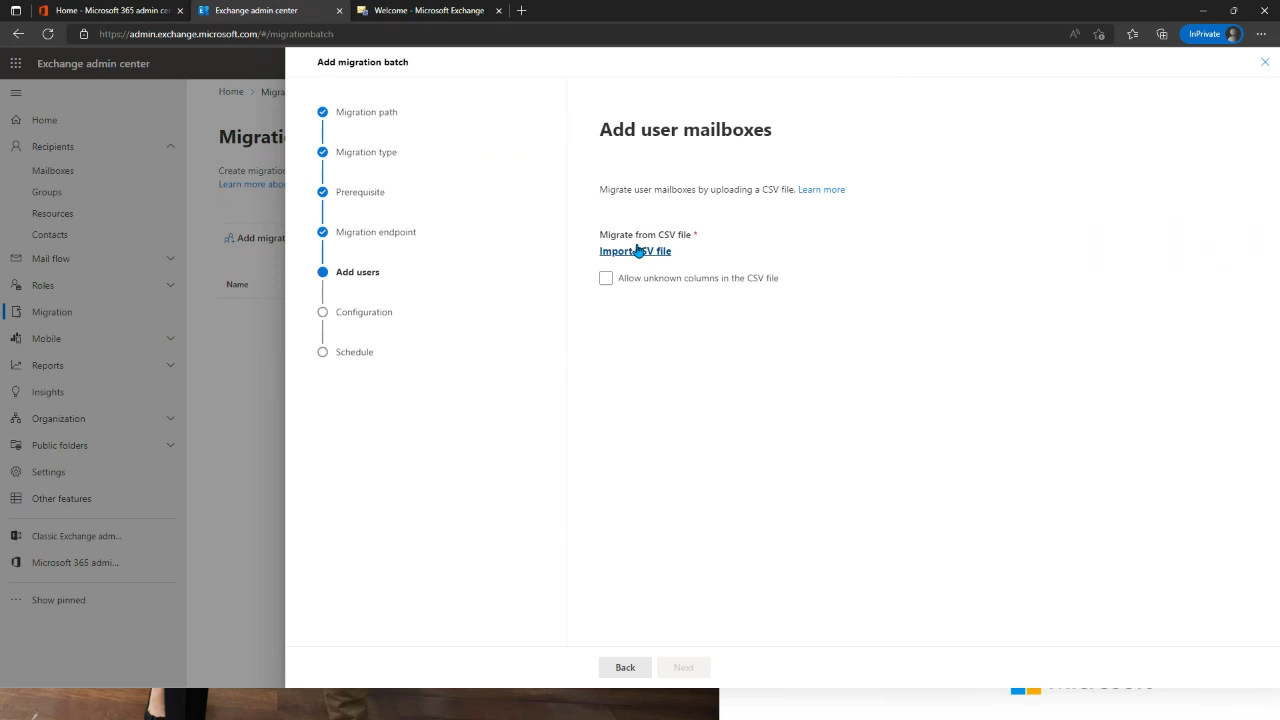 Home - Microsoft 365 admin cen
Exchange admin center
Welcome - Microsoft Exchange
https://admin.exchange.microsoft.com/#/migrationbatch
InPrivate
Exchange admin center
Home
Recipients
Mailboxes
Groups
Resources
Contacts
Mail flow
Roles
Migration
Mobile
Reports
Insights
Organization
Public folders
Settings
Other features
Classic Exchange adm...
Microsoft 365 admi...
Show pinned
Home > Migra
Migrati
Create migration
Learn more abou
Add migrat
Name
Add migration batch
Migration path
Migration type
Prerequisite
Migration endpoint
Add users
Configuration
Schedule
Add user mailboxes
Migrate user mailboxes by uploading a CSV file. Learn more
Migrate from CSV file *
Import CSV file
Allow unknown columns in the CSV file
Back
Next